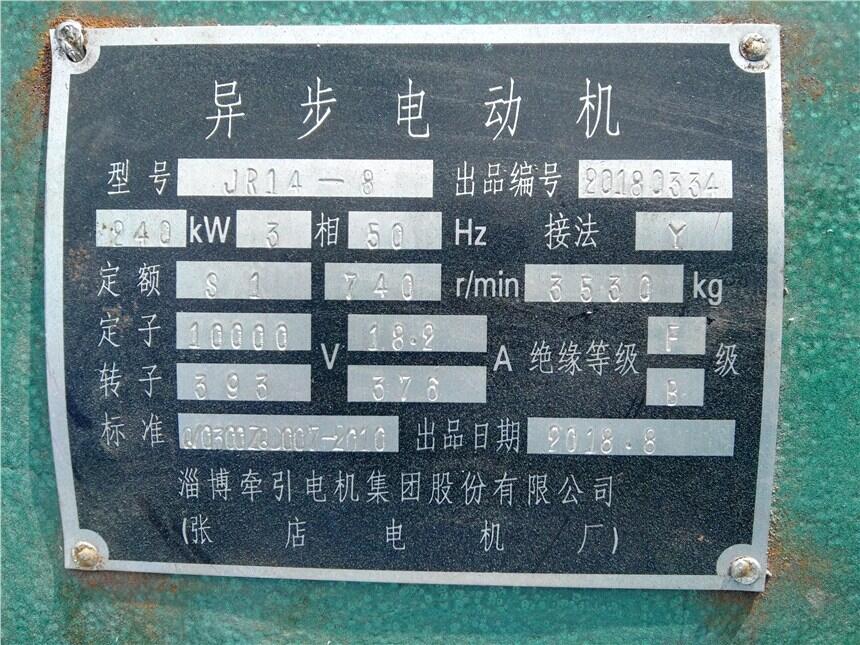 异步电动机
型号 JR14-8 出品编号 20180334
240 kW 3 相 50 Hz 接法 Y
定额 S1 740 r/min 3530 kg
定子 10000 V 18.2 A 绝缘等级 F 级
转子 393 376 B
标准 Q/0300ZQD007-2010 出品日期 2018.8
淄博牵引电机集团股份有限公司
(张店电机厂)